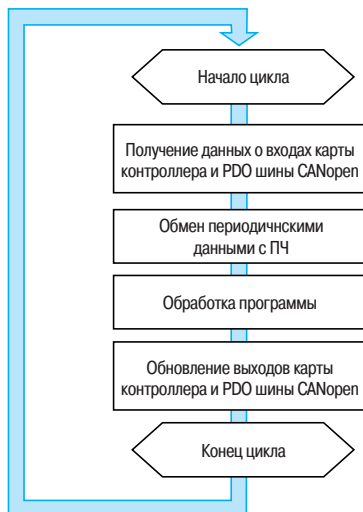 Начало цикла
Получение данных о входах карты
контроллера и PDO шины CANopen
Обмен периодичнскими
данными с ПЧ
Обработка программы
Обновление выходов карты
контроллера и PDO шины CANopen
Конец цикла